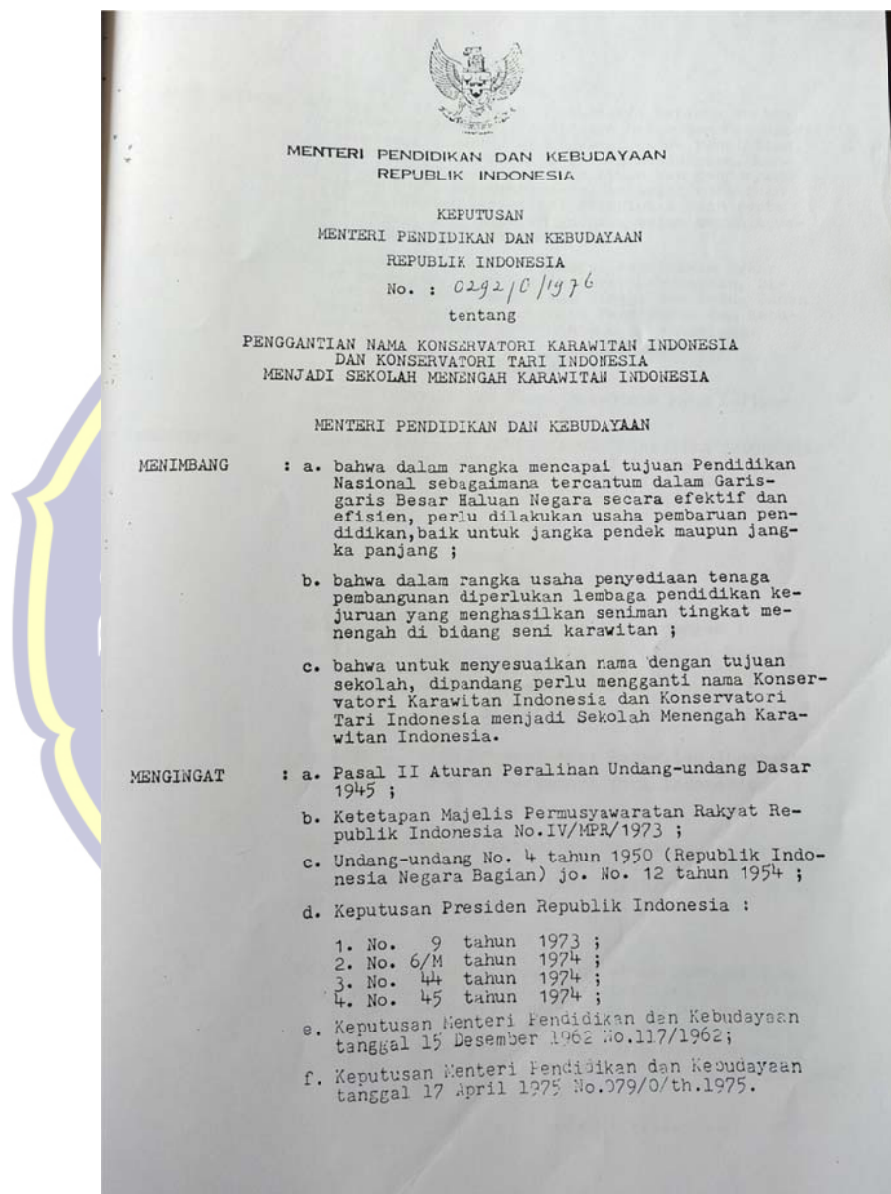 MENTERI PENDIDIKAN DAN KEBUDAYAAN
REPUBLIK INDONESIA
KEPUTUSAN
MENTERI PENDIDIKAN DAN KEBUDAYAAN
REPUBLIK INDONESIA
No. : 0292/O/1976
tentang
PENGGANTIAN NAMA KONSERVATORI KARAWITAN INDONESIA
DAN KONSERVATORI TARI INDONESIA
MENJADI SEKOLAH MENENGAH KARAWITAN INDONESIA
MENTERI PENDIDIKAN DAN KEBUDAYAAN
MENIMBANG : a. bahwa dalam rangka mencapai tujuan Pendidikan
Nasional sebagaimana tercantum dalam Garis-
garis Besar Haluan Negara secara efektif dan
efisien, perlu dilakukan usaha pembaruan pen-
didikan,baik untuk jangka pendek maupun jang-
ka panjang ;
b. bahwa dalam rangka usaha penyediaan tenaga
pembangunan diperlukan lembaga pendidikan ke-
juruan yang menghasilkan seniman tingkat me-
nengah di bidang seni karawitan ;
c. bahwa untuk menyesuaikan nama dengan tujuan
sekolah, dipandang perlu mengganti nama Konser-
vatori Karawitan Indonesia dan Konservatori
Tari Indonesia menjadi Sekolah Menengah Kara-
witan Indonesia.
MENGINGAT : a. Pasal II Aturan Peralihan Undang-undang Dasar
1945 ;
b. Ketetapan Majelis Permusyawaratan Rakyat Re-
publik Indonesia No.IV/MPR/1973 ;
c. Undang-undang No. 4 tahun 1950 (Republik Indo-
nesia Negara Bagian) jo. No. 12 tahun 1954 ;
d. Keputusan Presiden Republik Indonesia :
1. No. 9 tahun 1973 ;
2. No. 6/M tahun 1974 ;
3. No. 44 tahun 1974 ;
4. No. 45 tahun 1974 ;
e. Keputusan Menteri Pendidikan dan Kebudayaan
tanggal 15 Desember 1962 No.117/1962;
f. Keputusan Menteri Pendidikan dan Kebudayaan
tanggal 17 April 1975 No.079/O/th.1975.